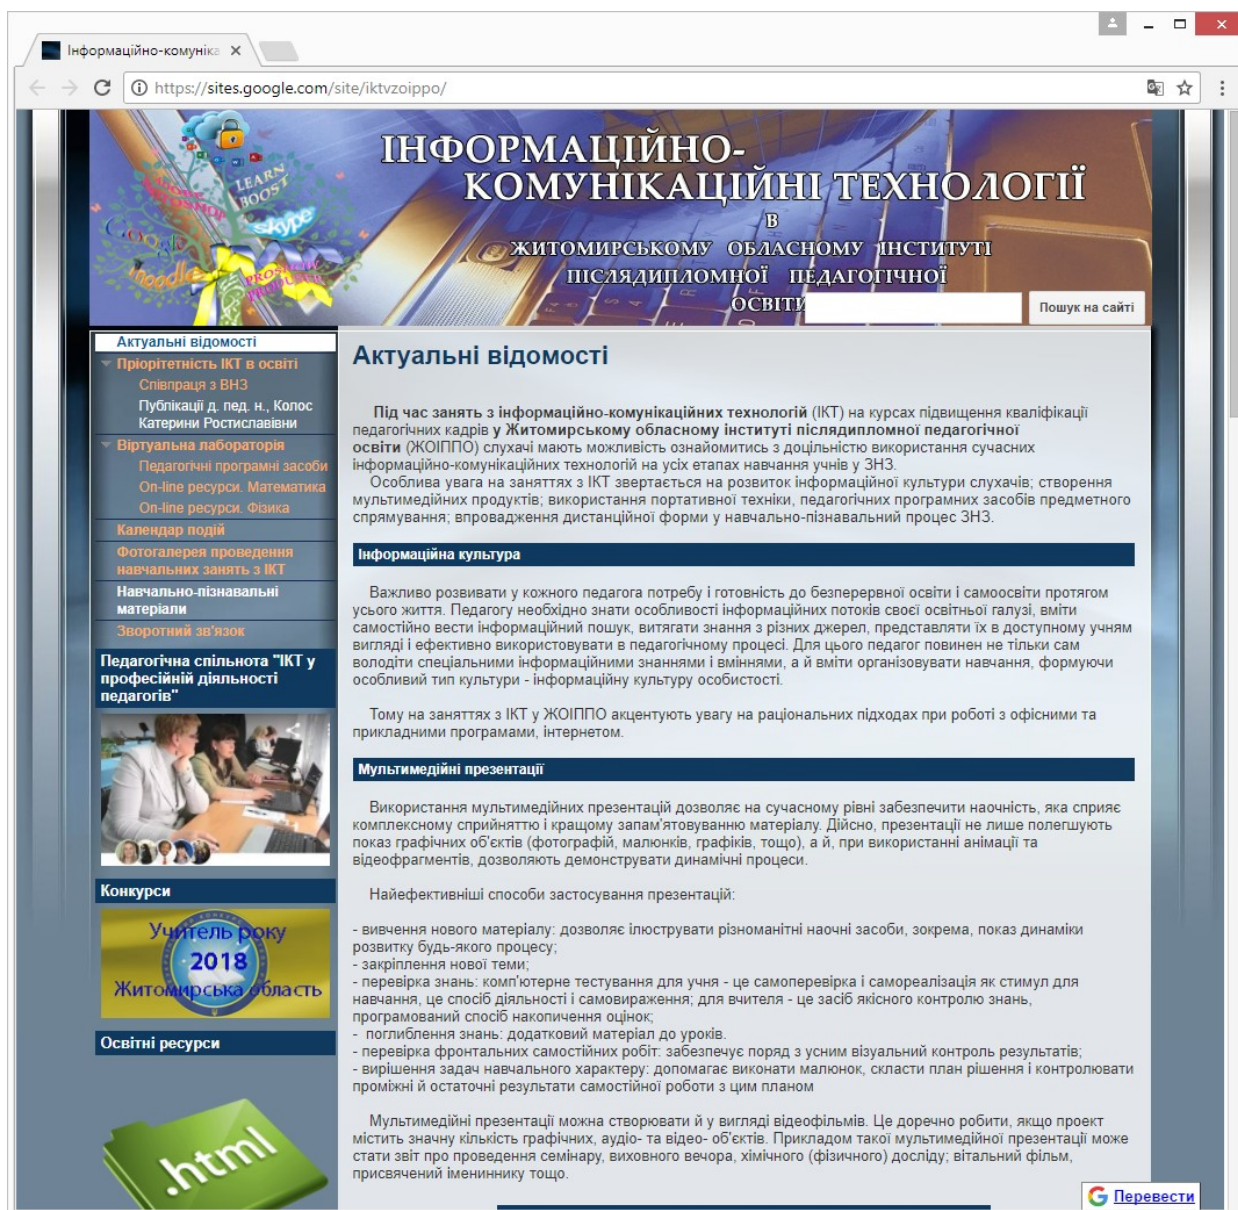 Інформаційно-комуніка
https://sites.google.com/site/iktvzoippo/
ІНФОРМАЦІЙНО-
КОМУНІКАЦІЙНІ ТЕХНОЛОГІЇ
В
ЖИТОМИРСЬКОМУ ОБЛАСНОМУ ІНСТИТУТІ
ПІСЛЯДИПЛОМНОЇ ПЕДАГОГІЧНОЇ
ОСВІТИ
Пошук на сайті
LEARN
BOOST
PHOTOSHOP
skype
Google
moodle
PROSHOW
PRODUCER
Актуальні відомості
Пріорітетність ІКТ в освіті
Співпраця з ВНЗ
Публікації д. пед. н., Колос
Катерини Ростиславівни
Віртуальна лабораторія
Педагогічні програмні засоби
On-line ресурси. Математика
On-line ресурси. Фізика
Календар подій
Фотогалерея проведення
навчальних занять з ІКТ
Навчально-пізнавальні
матеріали
Зворотний зв'язок
Педагогічна спільнота "ІКТ у
професійній діяльності
педагогів"
Конкурси
Учитель року
2018
Житомирська область
Освітні ресурси
.html
Актуальні відомості
Під час занять з інформаційно-комунікаційних технологій (ІКТ) на курсах підвищення кваліфікації
педагогічних кадрів у Житомирському обласному інституті післядипломної педагогічної
освіти (ЖОІППО) слухачі мають можливість ознайомитись з доцільністю використання сучасних
інформаційно-комунікаційних технологій на усіх етапах навчання учнів у ЗНЗ.
Особлива увага на заняттях з ІКТ звертається на розвиток інформаційної культури слухачів; створення
мультимедійних продуктів; використання портативної техніки, педагогічних програмних засобів предметного
спрямування; впровадження дистанційної форми у навчально-пізнавальний процес ЗНЗ.
Інформаційна культура
Важливо розвивати у кожного педагога потребу і готовність до безперервної освіти і самоосвіти протягом
усього життя. Педагогу необхідно знати особливості інформаційних потоків своєї освітньої галузі, вміти
самостійно вести інформаційний пошук, витягати знання з різних джерел, представляти їх в доступному учням
вигляді і ефективно використовувати в педагогічному процесі. Для цього педагог повинен не тільки сам
володіти спеціальними інформаційними знаннями і вміннями, а й вміти організовувати навчання, формуючи
особливий тип культури - інформаційну культуру особистості.
Тому на заняттях з ІКТ у ЖОІППО акцентують увагу на раціональних підходах при роботі з офісними та
прикладними програмами, інтернетом.
Мультимедійні презентації
Використання мультимедійних презентацій дозволяє на сучасному рівні забезпечити наочність, яка сприяє
комплексному сприйняттю і кращому запам'ятовуванню матеріалу. Дійсно, презентації не лише полегшують
показ графічних об'єктів (фотографій, малюнків, графіків, тощо), а й, при використанні анімації та
відеофрагментів, дозволяють демонструвати динамічні процеси.
Найефективніші способи застосування презентацій:
- вивчення нового матеріалу: дозволяє ілюструвати різноманітні наочні засоби, зокрема, показ динаміки
розвитку будь-якого процесу;
- закріплення нової теми;
- перевірка знань: комп'ютерне тестування для учня - це самоперевірка і самореалізація як стимул для
навчання, це спосіб діяльності і самовираження; для вчителя - це засіб якісного контролю знань,
програмований спосіб накопичення оцінок;
- поглиблення знань: додатковий матеріал до уроків.
- перевірка фронтальних самостійних робіт: забезпечує поряд з усним візуальний контроль результатів;
- вирішення задач навчального характеру: допомагає виконати малюнок, скласти план рішення і контролювати
проміжні й остаточні результати самостійної роботи з цим планом
Мультимедійні презентації можна створювати й у вигляді відеофільмів. Це доречно робити, якщо проект
містить значну кількість графічних, аудіо- та відео- об'єктів. Прикладом такої мультимедійної презентації може
стати звіт про проведення семінару, виховного вечора, хімічного (фізичного) досліду; вітальний фільм,
присвячений імениннику тощо.
Перевести